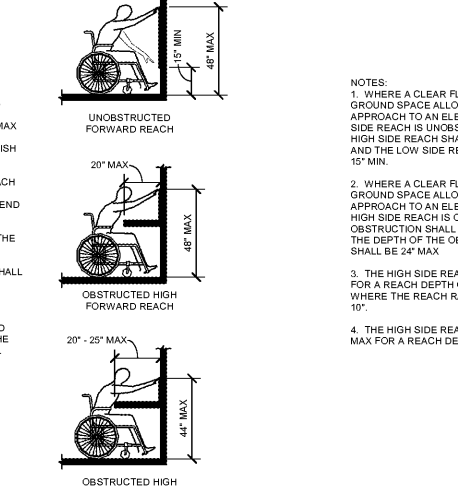 MAX
ISH
ACH
END
THE
HALL
O
HE
15" MIN
48" MAX
UNOBSTRUCTED
FORWARD REACH
20" MAX
48" MAX
OBSTRUCTED HIGH
FORWARD REACH
20" - 25" MAX
44" MAX
OBSTRUCTED HIGH
NOTES:
1. WHERE A CLEAR FL
GROUND SPACE ALLO
APPROACH TO AN ELE
SIDE REACH IS UNOBS
HIGH SIDE REACH SHA
AND THE LOW SIDE RE
15" MIN.
2. WHERE A CLEAR FL
GROUND SPACE ALLO
APPROACH TO AN ELE
HIGH SIDE REACH IS O
OBSTRUCTION SHALL
THE DEPTH OF THE OB
SHALL BE 24" MAX
3. THE HIGH SIDE REA
FOR A REACH DEPTH
WHERE THE REACH RA
10".
4. THE HIGH SIDE REA
MAX FOR A REACH DE